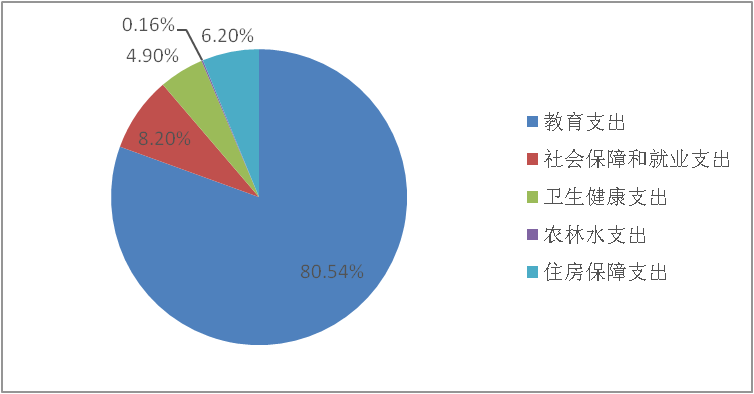 0.16%
6.20%
4.90%
8.20%
80.54%
教育支出
社会保障和就业支出
卫生健康支出
农林水支出
住房保障支出